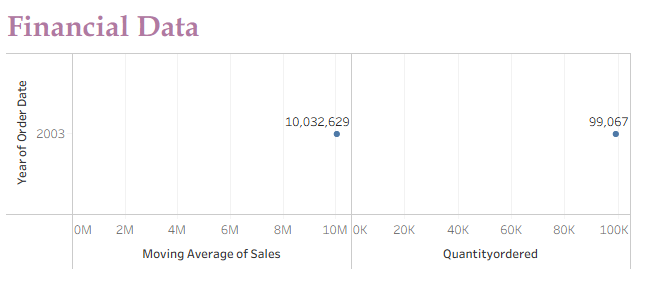 Financial Data
Year of Order Date
2003
10,032,629
99,067
0M 2M 4M 6M 8M 10M 0K 20K 40K 60K 80K 100K
Moving Average of Sales Quantityordered